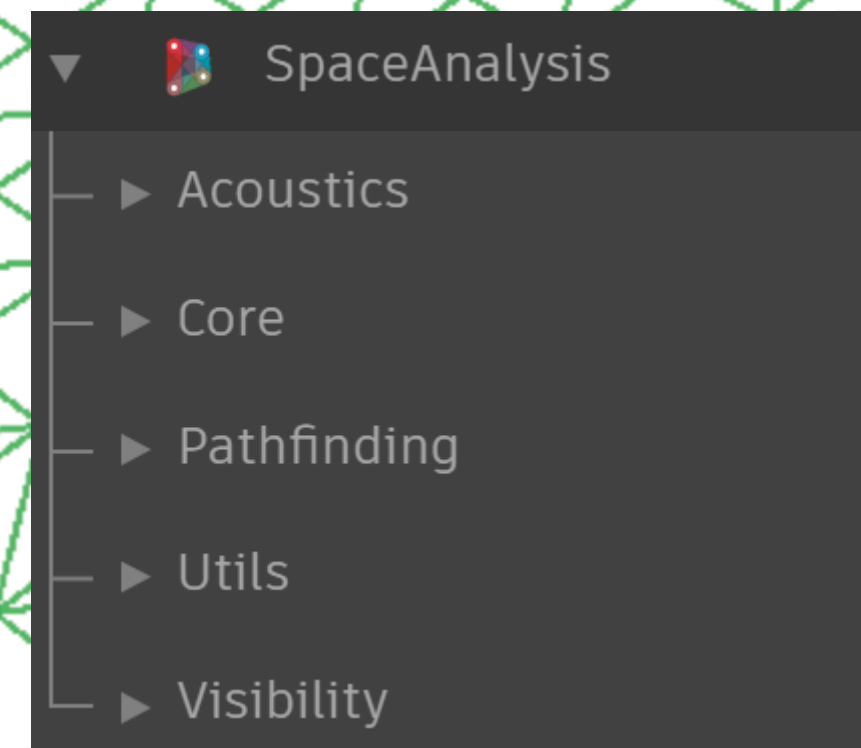 SpaceAnalysis
Acoustics
Core
Pathfinding
Utils
Visibility